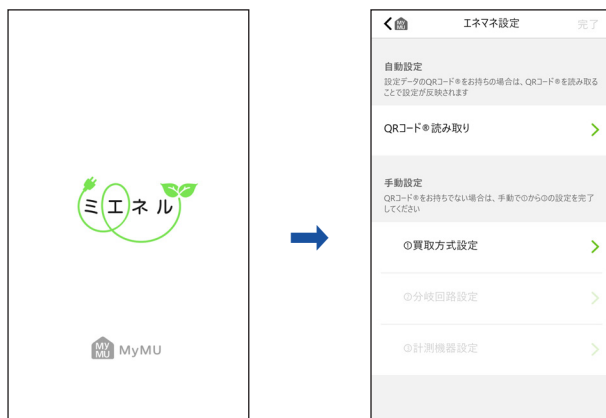 ミエネル
MY
MU
MyMU
MY
MU
エネマネ設定
完了
自動設定
設定データのQRコード®をお持ちの場合は、QRコード®を読み取る
ことで設定が反映されます
QRコード®読み取り
手動設定
QRコード®をお持ちでない場合は、手動で①から③の設定を完了
してください
①買取方式設定
②分岐回路設定
③計測機器設定